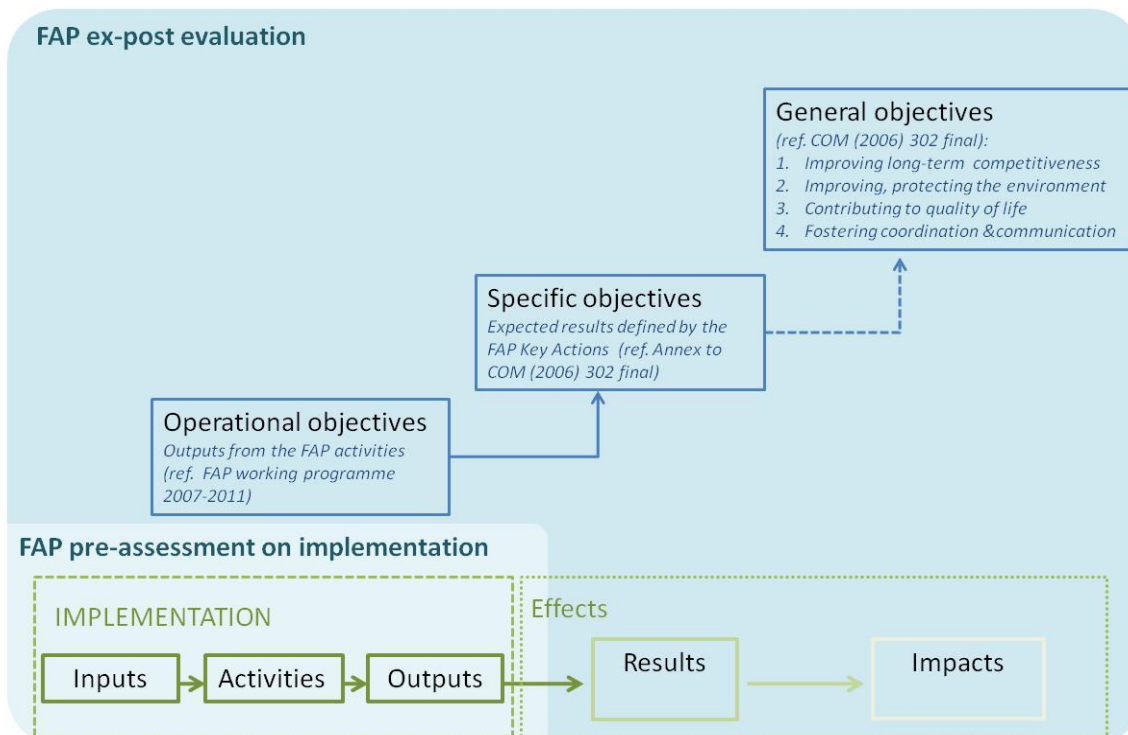 FAP ex-post evaluation
General objectives
(ref. COM (2006) 302 final):
1. Improving long-term competitiveness
2. Improving, protecting the environment
3. Contributing to quality of life
4. Fostering coordination &communication
Specific objectives
Expected results defined by the
FAP Key Actions (ref. Annex to
COM (2006) 302 final)
Operational objectives
Outputs from the FAP activities
(ref. FAP working programme
2007-2011)
FAP pre-assessment on implementation
IMPLEMENTATION
Effects
Inputs
Activities
Outputs
Results
Impacts